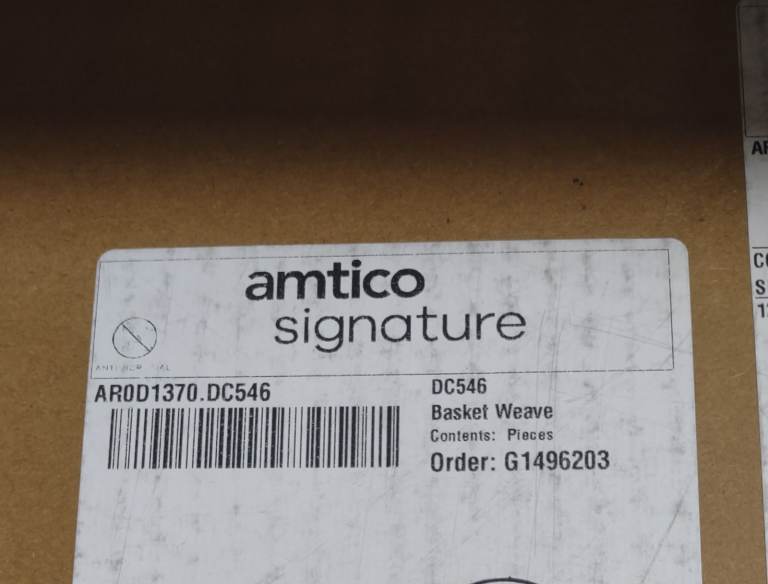 amtico
signature
AR0D1370.DC546
DC546
Basket Weave
Contents: Pieces
Order: G1496203